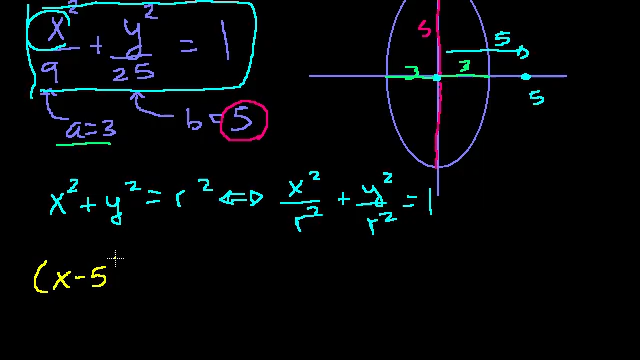 x²/9 + y²/25 = 1
a=3
b=5
5
5
3
3
5
x² + y² = r² ⇔ x²/r² + y²/r² = 1
(x-5